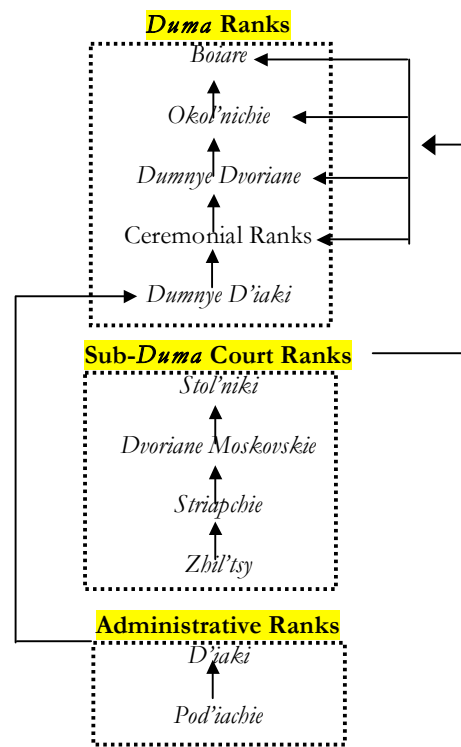 Duma Ranks
Boiare
Okol'nichie
Dumnye Dvoriane
Ceremonial Ranks
Dumnye D'iaki
Sub-Duma Court Ranks
Stol'niki
Dvoriane Moskovskie
Striapchie
Zhil'tsy
Administrative Ranks
D'iaki
Pod'iachie